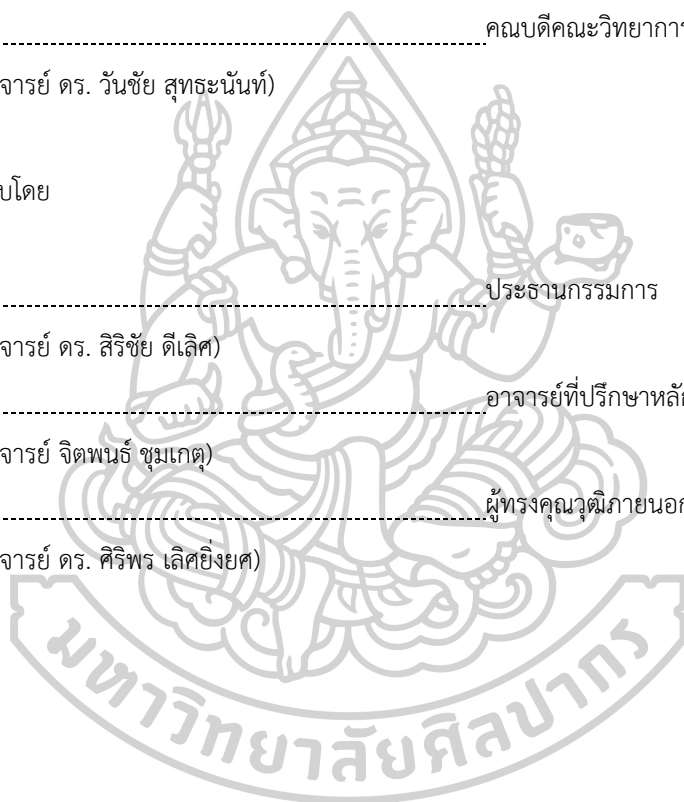 คณบดีคณะวิทยาการ
จารย์ ดร. วันชัย สุทธะนันท์)
บโดย
ประธานกรรมการ
จารย์ ดร. สิริชัย ดีเลิศ)
อาจารย์ที่ปรึกษาหลัก
จารย์ จิตพนธ์ ชุมเกตุ)
ผู้ทรงคุณวุฒิภายนอก
จารย์ ดร. ศิริพร เลิศยิ่งยศ)
มหาวิทยาลัยศิลปากร